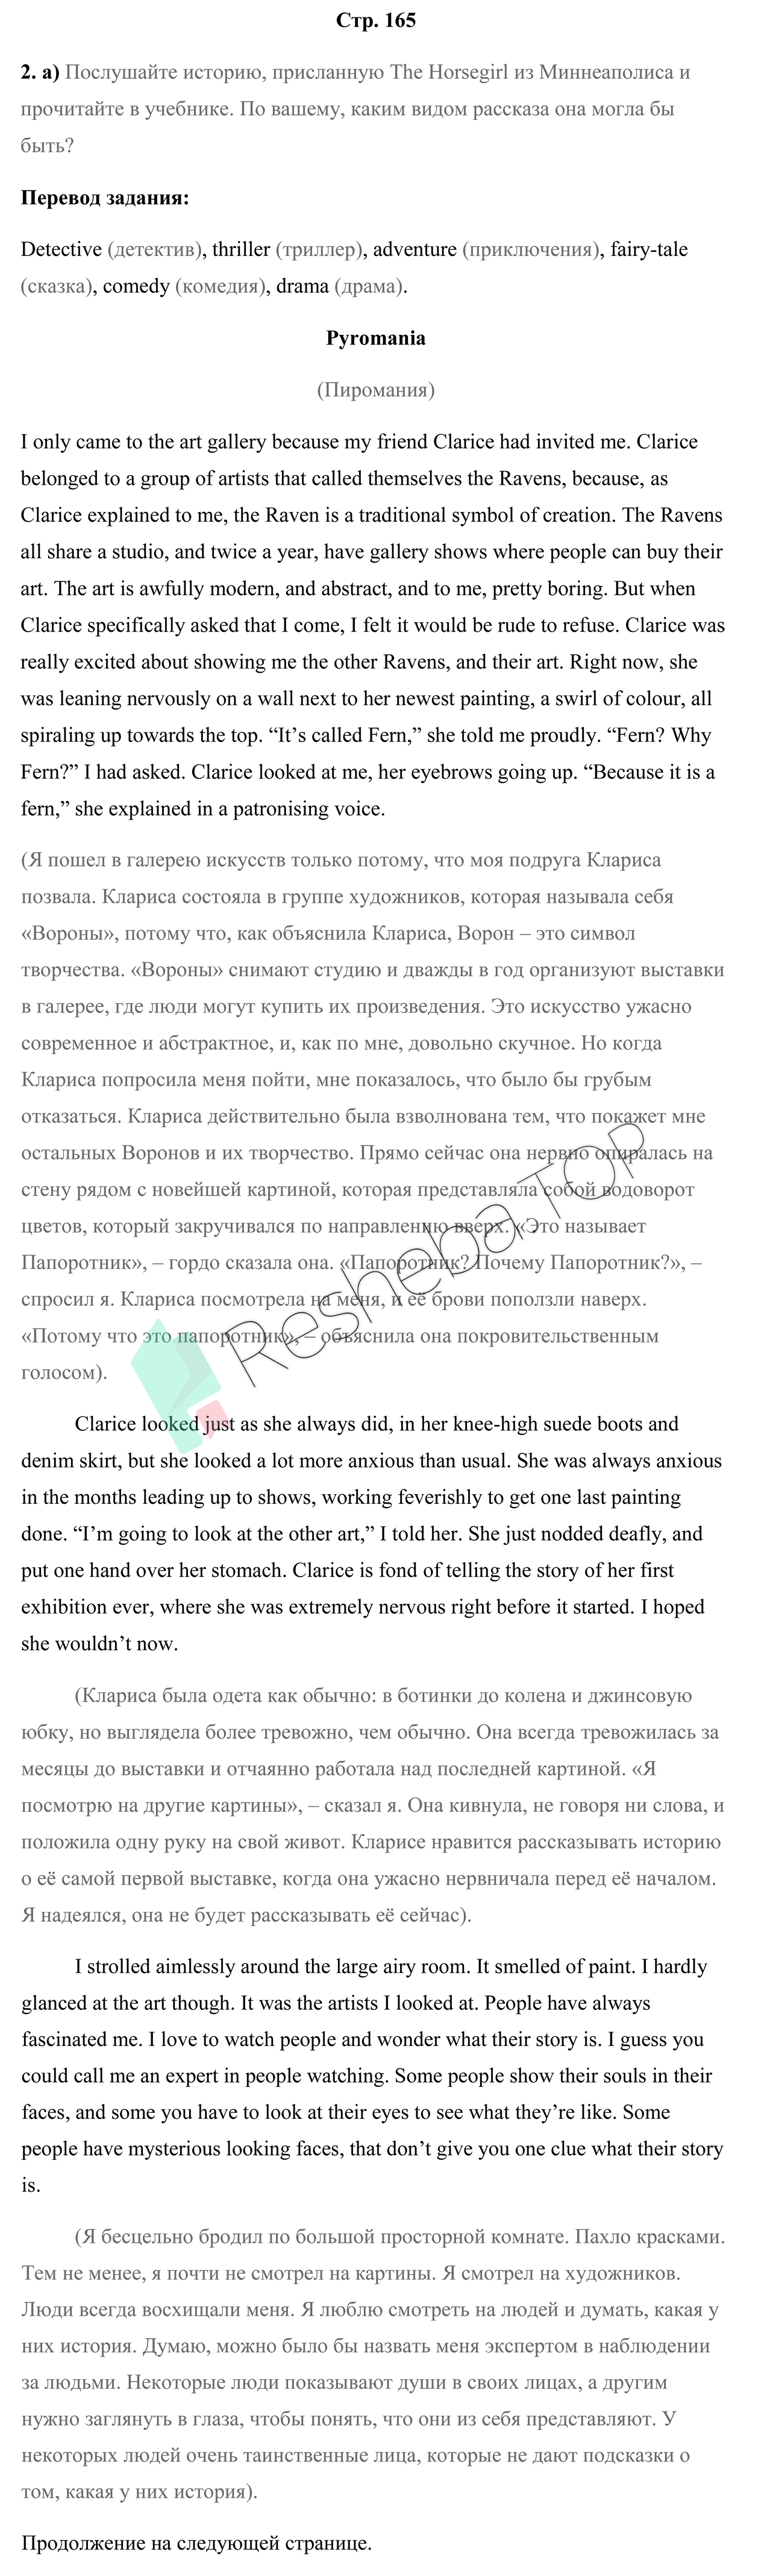 Стр. 165
2. а) Послушайте историю, присланную The Horsegirl из Миннеаполиса и
прочитайте в учебнике. По вашему, каким видом рассказа она могла бы
быть?
Перевод задания:
Detective (детектив), thriller (триллер), adventure (приключения), fairy-tale
(сказка), comedy (комедия), drama (драма).
Pyromania
(Пиромания)
I only came to the art gallery because my friend Clarice had invited me. Clarice
belonged to a group of artists that called themselves the Ravens, because, as
Clarice explained to me, the Raven is a traditional symbol of creation. The Ravens
all share a studio, and twice a year, have gallery shows where people can buy their
art. The art is awfully modern, and abstract, and to me, pretty boring. But when
Clarice specifically asked that I come, I felt it would be rude to refuse. Clarice was
really excited about showing me the other Ravens, and their art. Right now, she
was leaning nervously on a wall next to her newest painting, a swirl of colour, all
spiraling up towards the top. “It’s called Fern,” she told me proudly. “Fern? Why
Fern?” I had asked. Clarice looked at me, her eyebrows going up. “Because it is a
fern,” she explained in a patronising voice.
(Я пошел в галерею искусств только потому, что моя подруга Клариса
позвала. Клариса состояла в группе художников, которая называла себя
«Вороны», потому что, как объяснила Клариса, Ворон – это символ
творчества. «Вороны» снимают студию и дважды в год организуют выставки
в галерее, где люди могут купить их произведения. Это искусство ужасно
современное и абстрактное, и, как по мне, довольно скучное. Но когда
Клариса попросила меня пойти, мне показалось, что было бы грубым
отказаться. Клариса действительно была взволнована тем, что покажет мне
остальных Воронов и их творчество. Прямо сейчас она нервно опиралась на
стену рядом с новейшей картиной, которая представляла собой водоворот
цветов, который закручивался по направлению вверх. «Это называет
Папоротник», – гордо сказала она. «Папоротник? Почему Папоротник?», –
спросил я. Клариса посмотрела на меня, и её брови поползли наверх.
«Потому что это папоротник», – объяснила она покровительственным
голосом).
Clarice looked just as she always did, in her knee-high suede boots and
denim skirt, but she looked a lot more anxious than usual. She was always anxious
in the months leading up to shows, working feverishly to get one last painting
done. “I’m going to look at the other art,” I told her. She just nodded deafly, and
put one hand over her stomach. Clarice is fond of telling the story of her first
exhibition ever, where she was extremely nervous right before it started. I hoped
she wouldn’t now.
(Клариса была одета как обычно: в ботинки до колена и джинсовую
юбку, но выглядела более тревожно, чем обычно. Она всегда тревожилась за
месяцы до выставки и отчаянно работала над последней картиной. «Я
посмотрю на другие картины», – сказал я. Она кивнула, не говоря ни слова, и
положила одну руку на свой живот. Кларисе нравится рассказывать историю
о её самой первой выставке, когда она ужасно нервничала перед её началом.
Я надеялся, она не будет рассказывать её сейчас).
I strolled aimlessly around the large airy room. It smelled of paint. I hardly
glanced at the art though. It was the artists I looked at. People have always
fascinated me. I love to watch people and wonder what their story is. I guess you
could call me an expert in people watching. Some people show their souls in their
faces, and some you have to look at their eyes to see what they’re like. Some
people have mysterious looking faces, that don’t give you one clue what their story
is.
(Я бесцельно бродил по большой просторной комнате. Пахло красками.
Тем не менее, я почти не смотрел на картины. Я смотрел на художников.
Люди всегда восхищали меня. Я люблю смотреть на людей и думать, какая у
них история. Думаю, можно было бы назвать меня экспертом в наблюдении
за людьми. Некоторые люди показывают души в своих лицах, а другим
нужно заглянуть в глаза, чтобы понять, что они из себя представляют. У
некоторых людей очень таинственные лица, которые не дают подсказки о
том, какая у них история).
Продолжение на следующей странице.
Resheba TOP